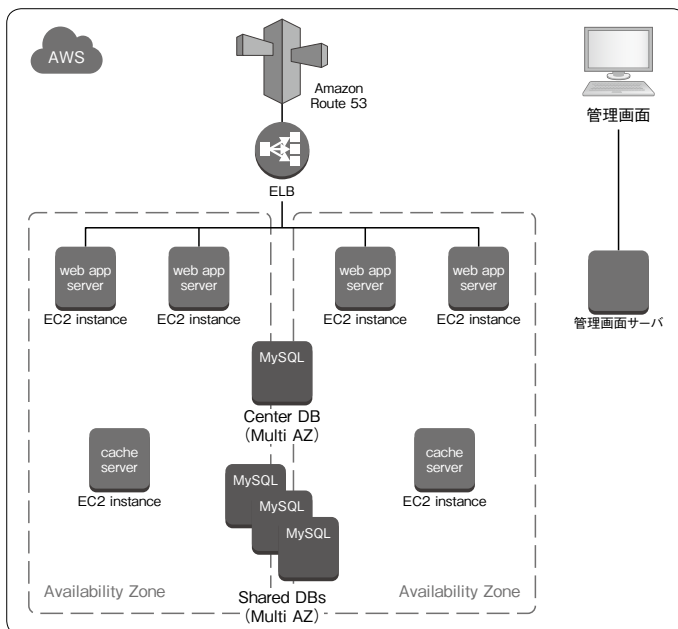 AWS
Amazon
Route 53
管理画面
ELB
web app
server
EC2 instance
web app
server
EC2 instance
web app
server
EC2 instance
web app
server
EC2 instance
管理画面サーバ
MySQL
Center DB
(Multi AZ)
cache
server
EC2 instance
cache
server
EC2 instance
MySQL
MySQL
MySQL
Shared DBs
(Multi AZ)
Availability Zone
Availability Zone